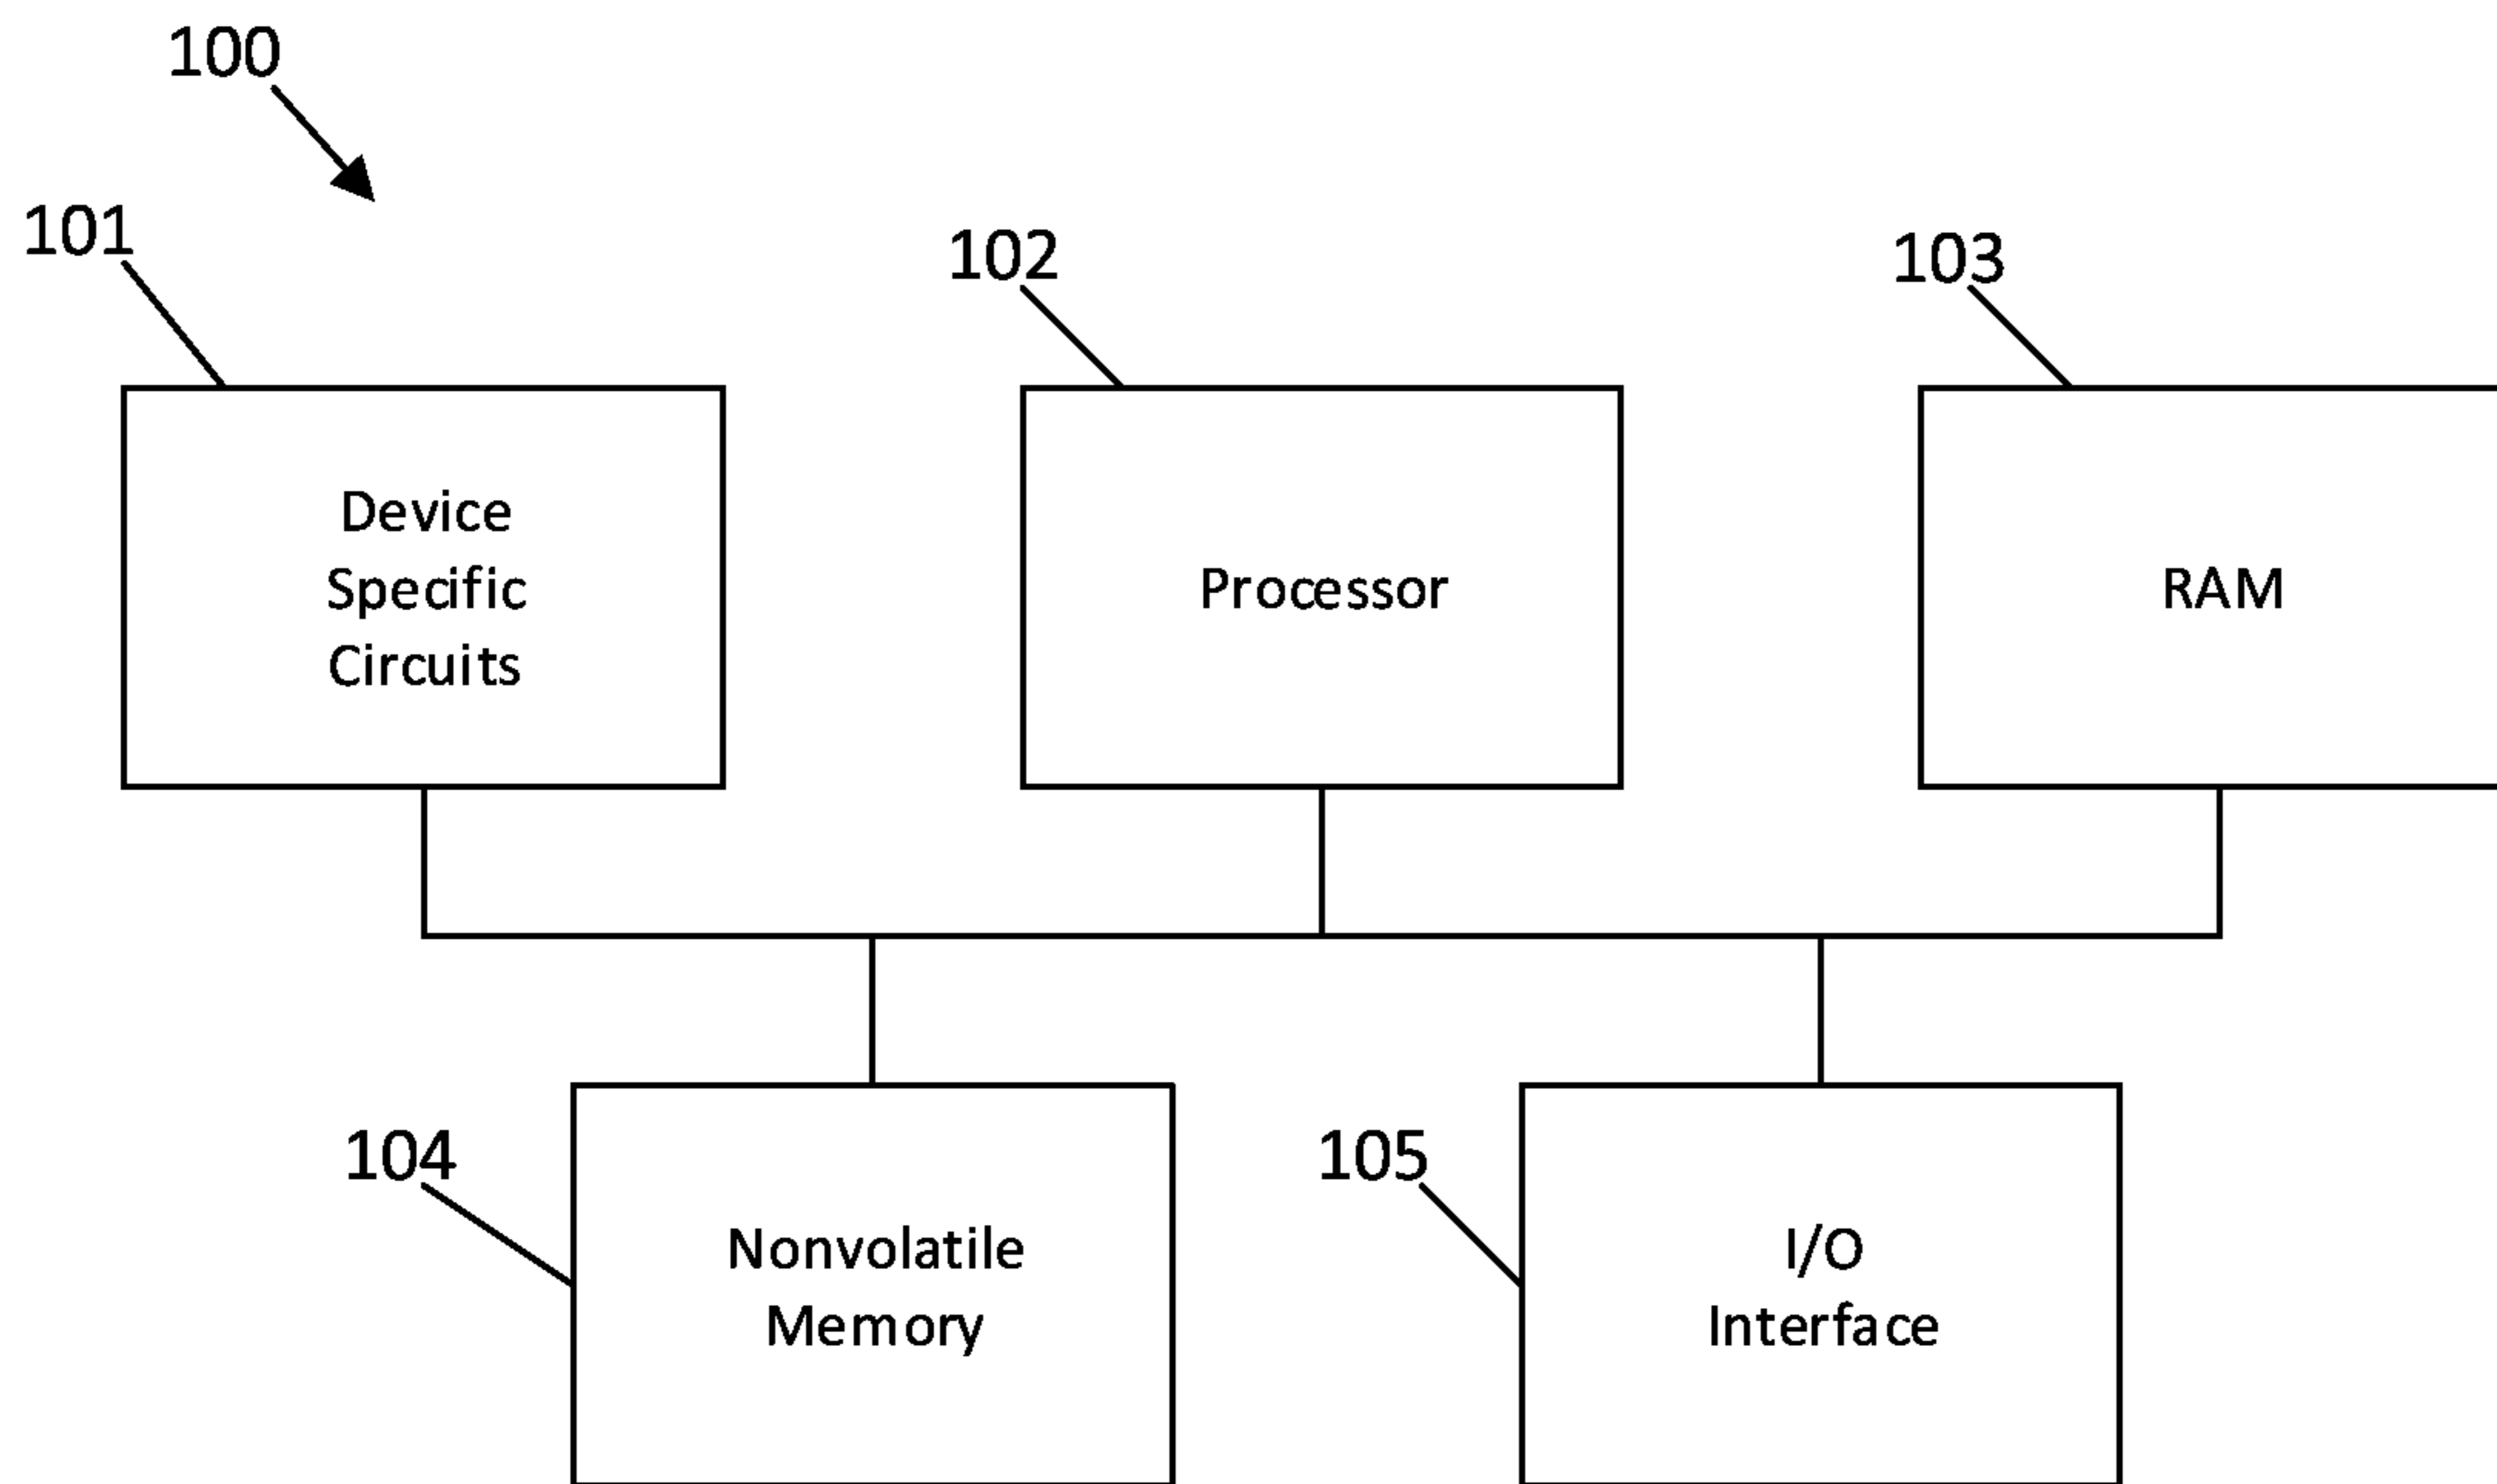 100
101
102
103
Device
Specific
Circuits
Processor
RAM
104
105
Nonvolatile
Memory
I/O
Interface